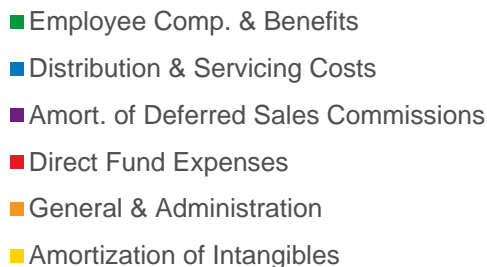 Employee Comp. & Benefits
Distribution & Servicing Costs
Amort. of Deferred Sales Commissions
Direct Fund Expenses
General & Administration
Amortization of Intangibles